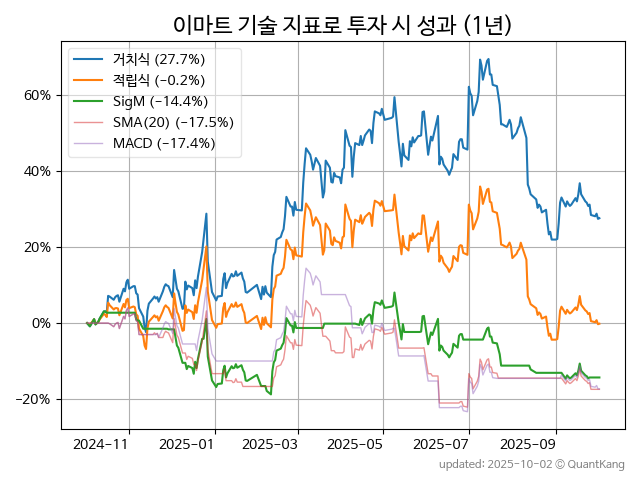 이마트 기술 지표로 투자 시 성과 (1년)
거치식 (27.7%)
적립식 (−0.2%)
SigM (−14.4%)
SMA(20) (−17.5%)
MACD (−17.4%)
60%
40%
20%
0%
−20%
2024-11
2025-01
2025-03
2025-05
2025-07
2025-09
updated: 2025-10-02 © QuantKang